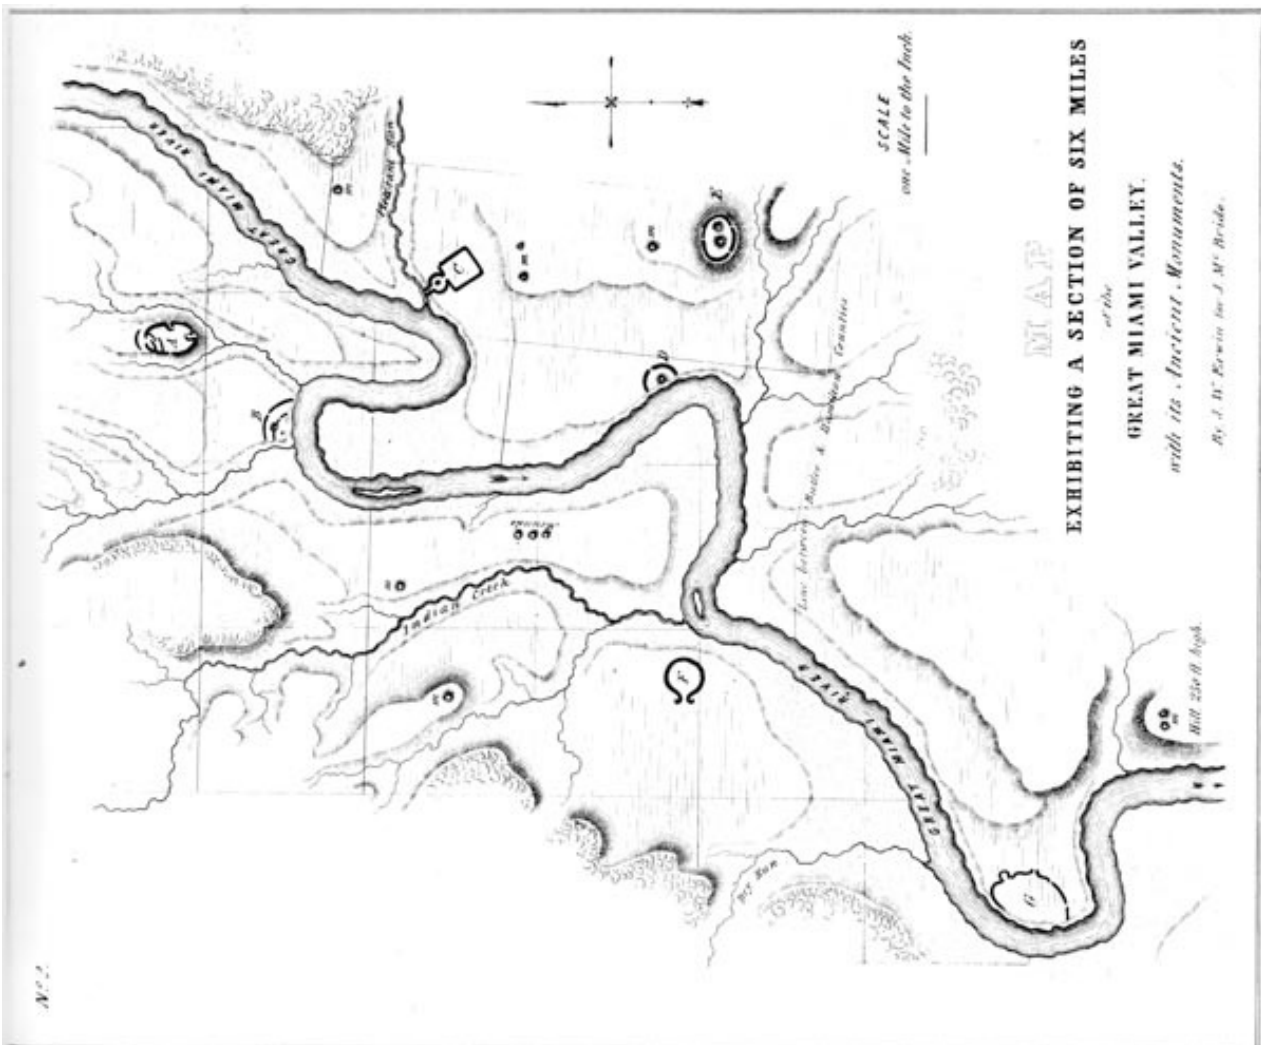 MAP
EXHIBITING A SECTION OF SIX MILES
of the
GREAT MIAMI VALLEY.
with its Ancient Monuments.
By J. W. Erwin for J. Mc Bride.
SCALE
one Mile to the Inch.
No. 2.
GREAT MIAMI RIVER
m
C
m
m
E
A
B
D
Line between Butler & Hamilton Counties
m
Indian Creek
m
F
GREAT MIAMI RIVER
m
Hill 250 ft. high.
Dry Run
G